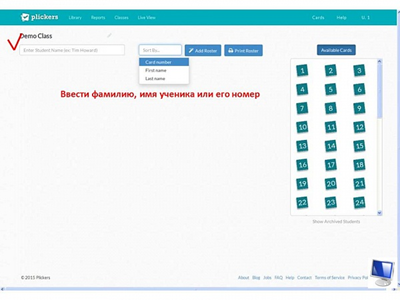 plickers Library Reports Classes Live View Cards Help
Demo Class
Enter Student Name (ex: Tim Howard) Sort By... Add Roster Print Roster Available Cards
Card number
First name
Last name
Ввести фамилию, имя ученика или его номер
1 2 3
4 5 6
7 8 9
10 11 12
13 14 15
16 17 18
19 20 21
22 23 24
Show Archived Students
© 2015 Plickers About Blog Jobs FAQ Help Contact Terms of Service Privacy